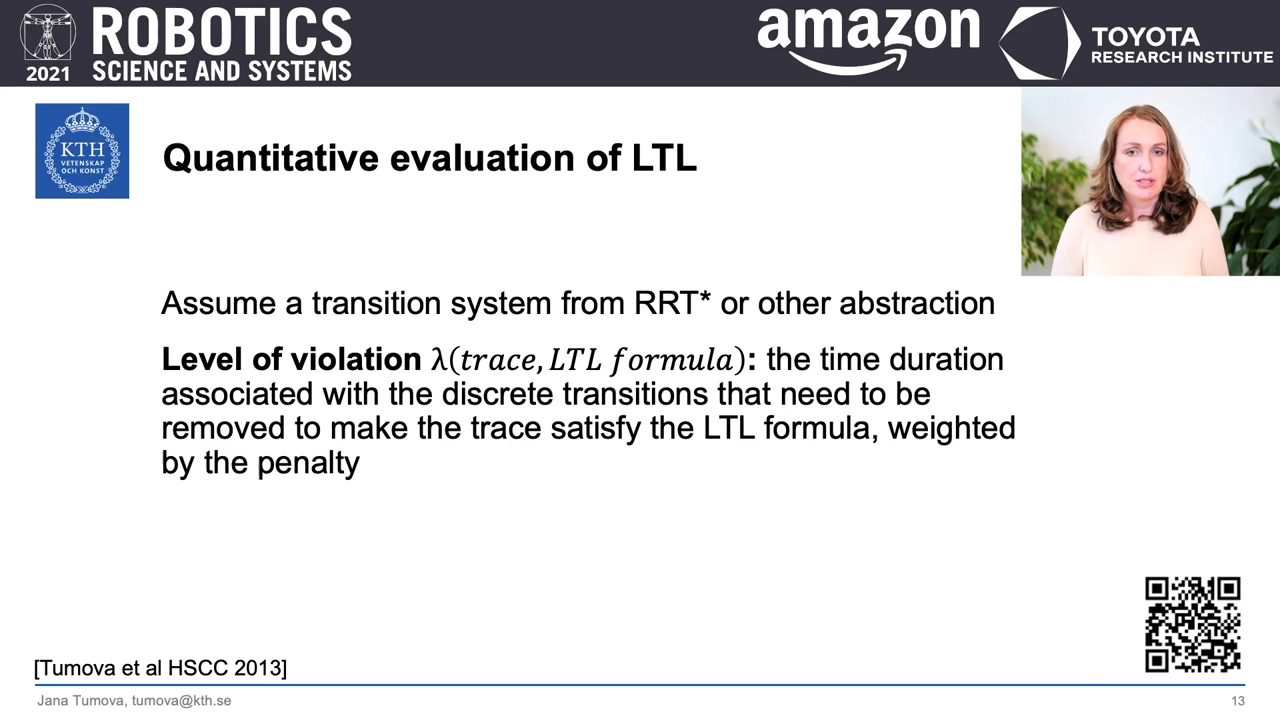 ROBOTICS
2021 SCIENCE AND SYSTEMS
amazon
TOYOTA
RESEARCH INSTITUTE
KTH
VETENSKAP
OCH KONST
Quantitative evaluation of LTL
Assume a transition system from RRT* or other abstraction
Level of violation λ(trace, LTL formula): the time duration
associated with the discrete transitions that need to be
removed to make the trace satisfy the LTL formula, weighted
by the penalty
[Tumova et al HSCC 2013]
Jana Tumova, tumova@kth.se
13